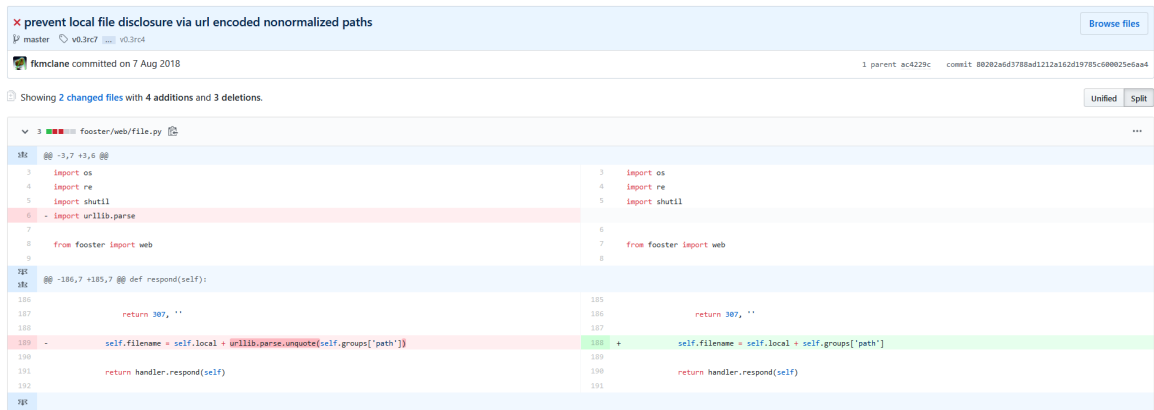 × prevent local file disclosure via url encoded nonormalized paths
Browse files
master v0.3rc7 ... v0.3rc4
fkmclane committed on 7 Aug 2018
1 parent ac4229c commit 80202a6d3788ad1212a162d19785c600025e6aa4
Showing 2 changed files with 4 additions and 3 deletions.
Unified Split
3 fooster/web/file.py ...
@@ -3,7 +3,6 @@
3 import os 3 import os
4 import re 4 import re
5 import shutil 5 import shutil
6 - import urllib.parse
7 6
8 from fooster import web 7 from fooster import web
9 8
@@ -186,7 +185,7 @@ def respond(self):
186 185
187 return 307, '' 186 return 307, ''
188 187
189 - self.filename = self.local + urllib.parse.unquote(self.groups['path']) 188 + self.filename = self.local + self.groups['path']
190 189
191 return handler.respond(self) 190 return handler.respond(self)
192 191